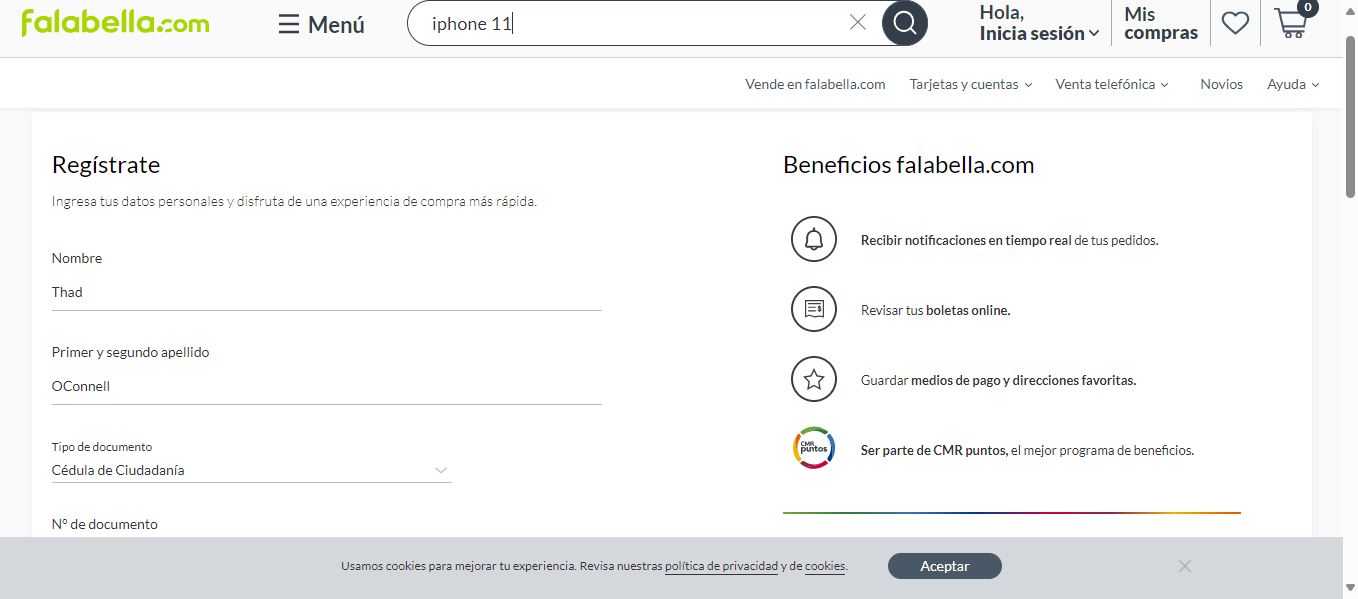 falabella.com
Menú
iphone 11
Hola,
Inicia sesión
Mis
compras
0
Vende en falabella.com
Tarjetas y cuentas
Venta telefónica
Novios
Ayuda
Regístrate
Ingresa tus datos personales y disfruta de una experiencia de compra más rápida.
Nombre
Thad
Primer y segundo apellido
OConnell
Tipo de documento
Cédula de Ciudadanía
N° de documento
Beneficios falabella.com
Recibir notificaciones en tiempo real de tus pedidos.
Revisar tus boletas online.
Guardar medios de pago y direcciones favoritas.
CMR
puntos
Ser parte de CMR puntos, el mejor programa de beneficios.
Usamos cookies para mejorar tu experiencia. Revisa nuestras política de privacidad y de cookies.
Aceptar